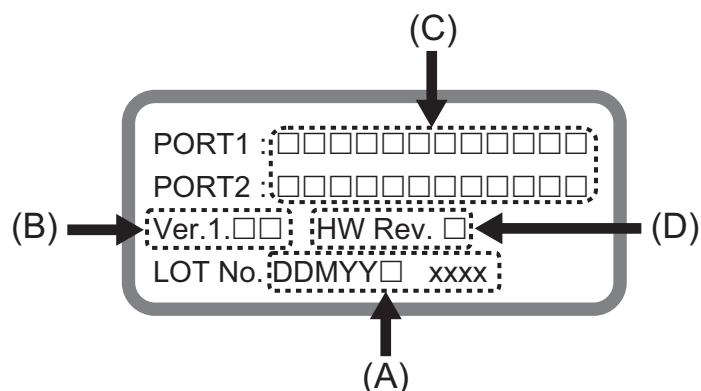 (C)
PORT1 : □□□□□□□□□□□□
PORT2 : □□□□□□□□□□□□
(B) Ver.1.□□ HW Rev. □ (D)
LOT No. DDMYY□ xxxx
(A)